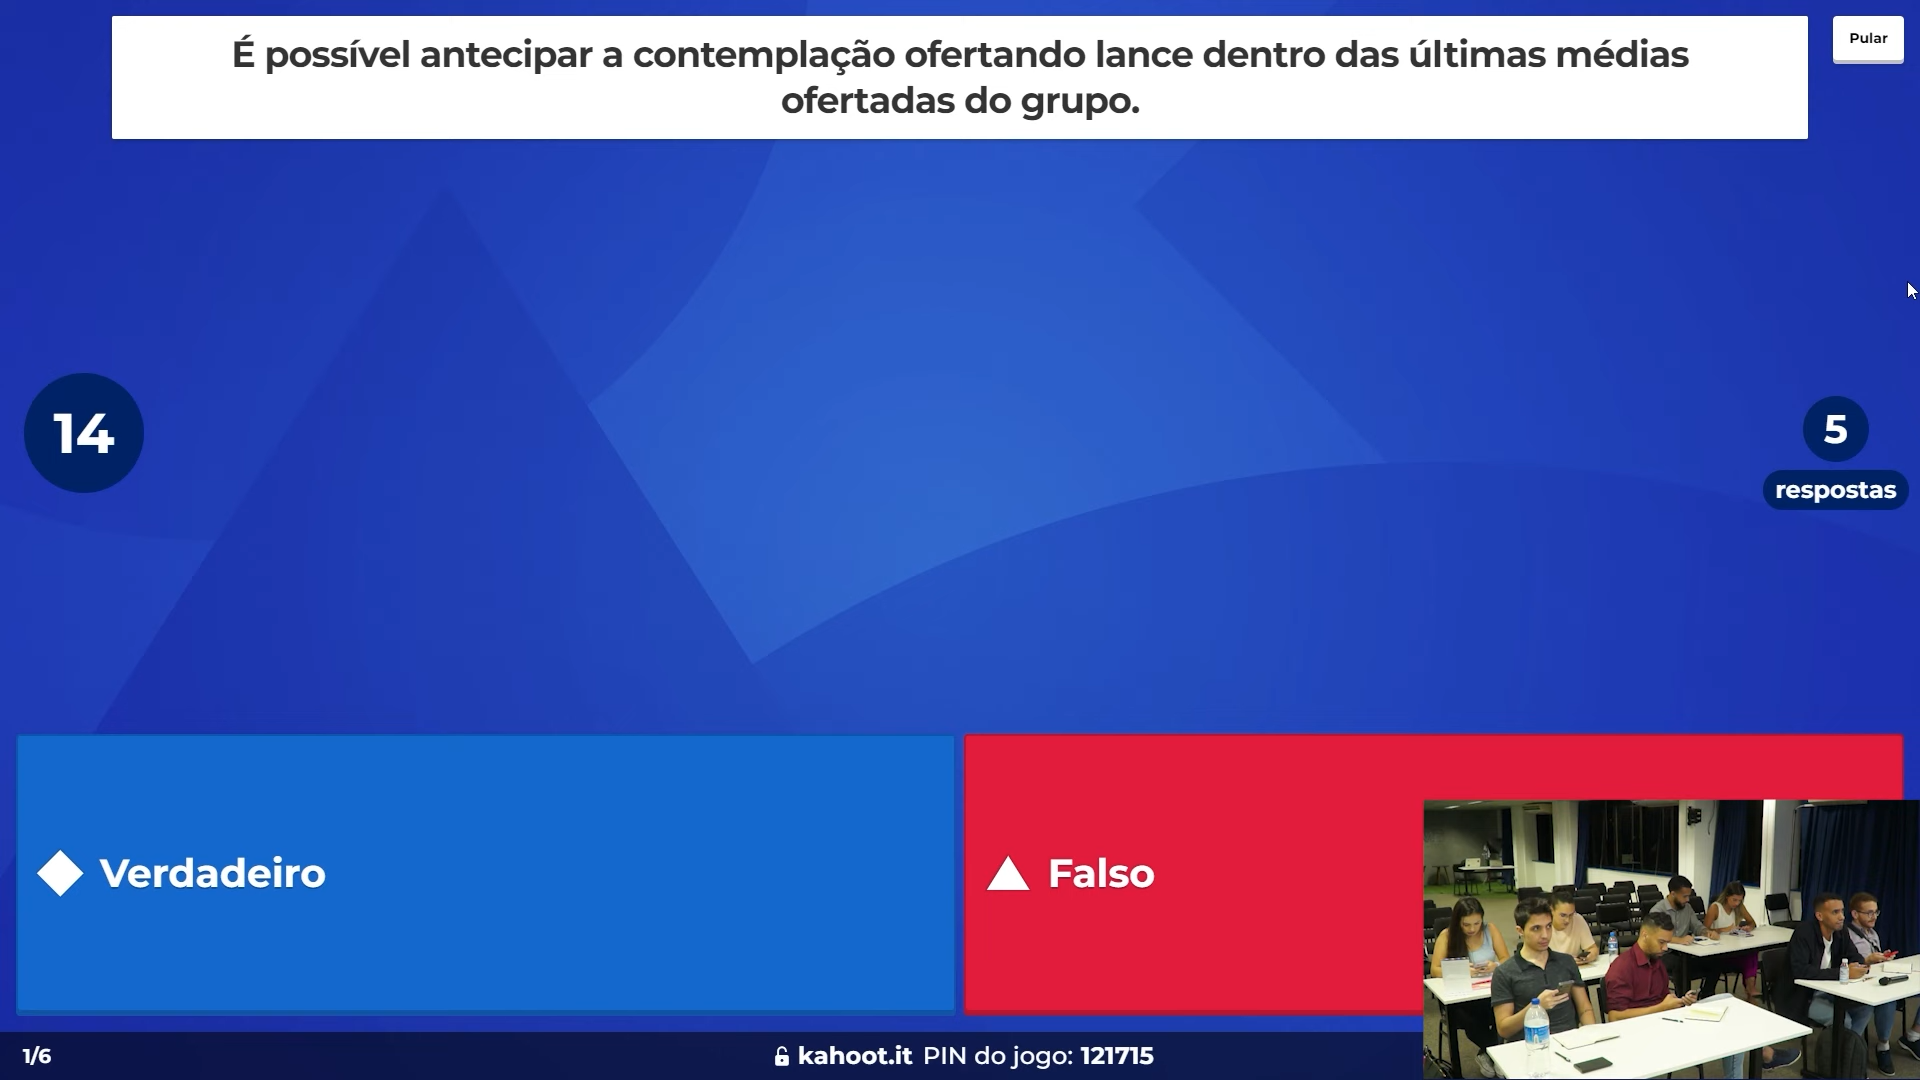 É possível antecipar a contemplação ofertando lance dentro das últimas médias
ofertadas do grupo.
Pular
14
5
respostas
Verdadeiro
Falso
1/6
kahoot.it PIN do jogo: 121715